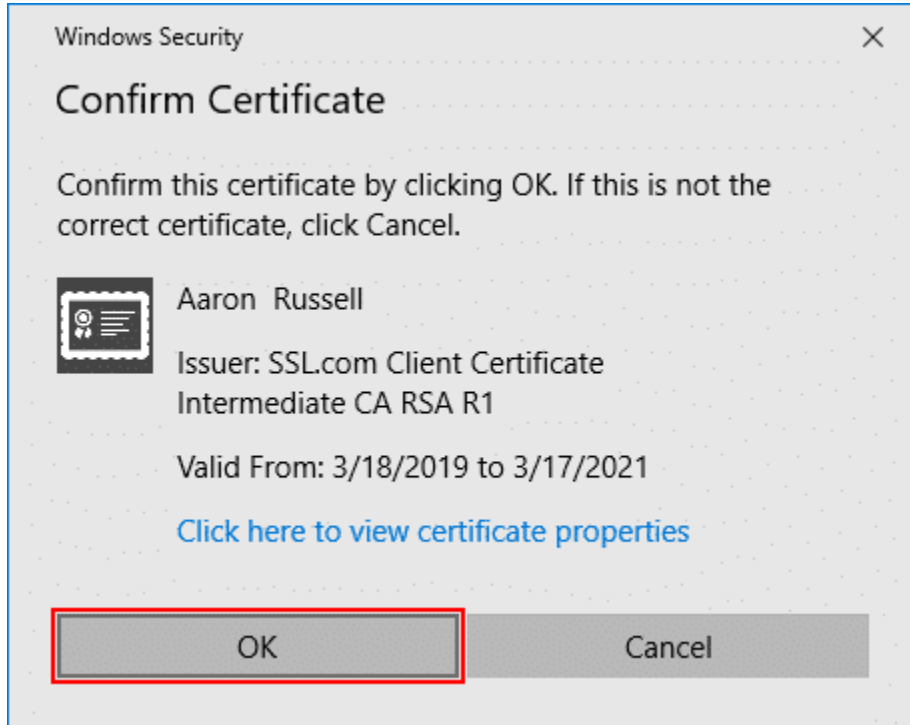 Windows Security
Confirm Certificate
Confirm this certificate by clicking OK. If this is not the
correct certificate, click Cancel.
Aaron  Russell
Issuer: SSL.com Client Certificate
Intermediate CA RSA R1
Valid From: 3/18/2019 to 3/17/2021
Click here to view certificate properties
OK
Cancel